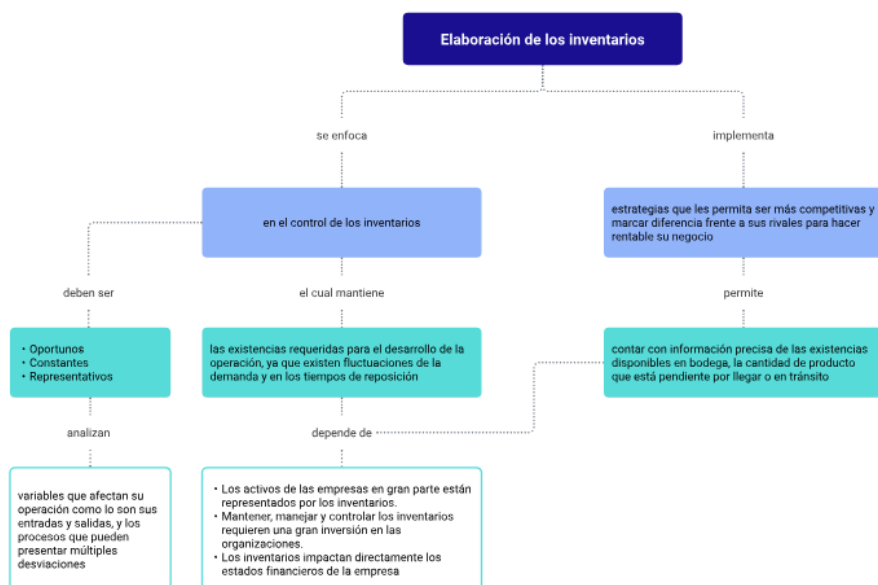 Elaboración de los inventarios
se enfoca
implementa
en el control de los inventarios
estrategias que les permita ser más competitivas y
marcar diferencia frente a sus rivales para hacer
rentable su negocio
deben ser
el cual mantiene
permite
• Oportunos
• Constantes
• Representativos
las existencias requeridas para el desarrollo de la
operación, ya que existen fluctuaciones de la
demanda y en los tiempos de reposición
contar con información precisa de las existencias
disponibles en bodega, la cantidad de producto
que está pendiente por llegar o en tránsito
analizan
depende de
variables que afectan su
operación como lo son sus
entradas y salidas, y los
procesos que pueden
presentar múltiples
desviaciones
• Los activos de las empresas en gran parte están
representados por los inventarios.
• Mantener, manejar y controlar los inventarios
requieren una gran inversión en las
organizaciones.
• Los inventarios impactan directamente los
estados financieros de la empresa